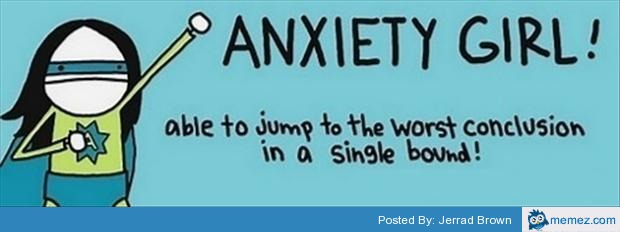 ANXIETY GIRL!
able to jump to the worst conclusion
in a single bound!
Posted By: Jerrad Brown
memez.com